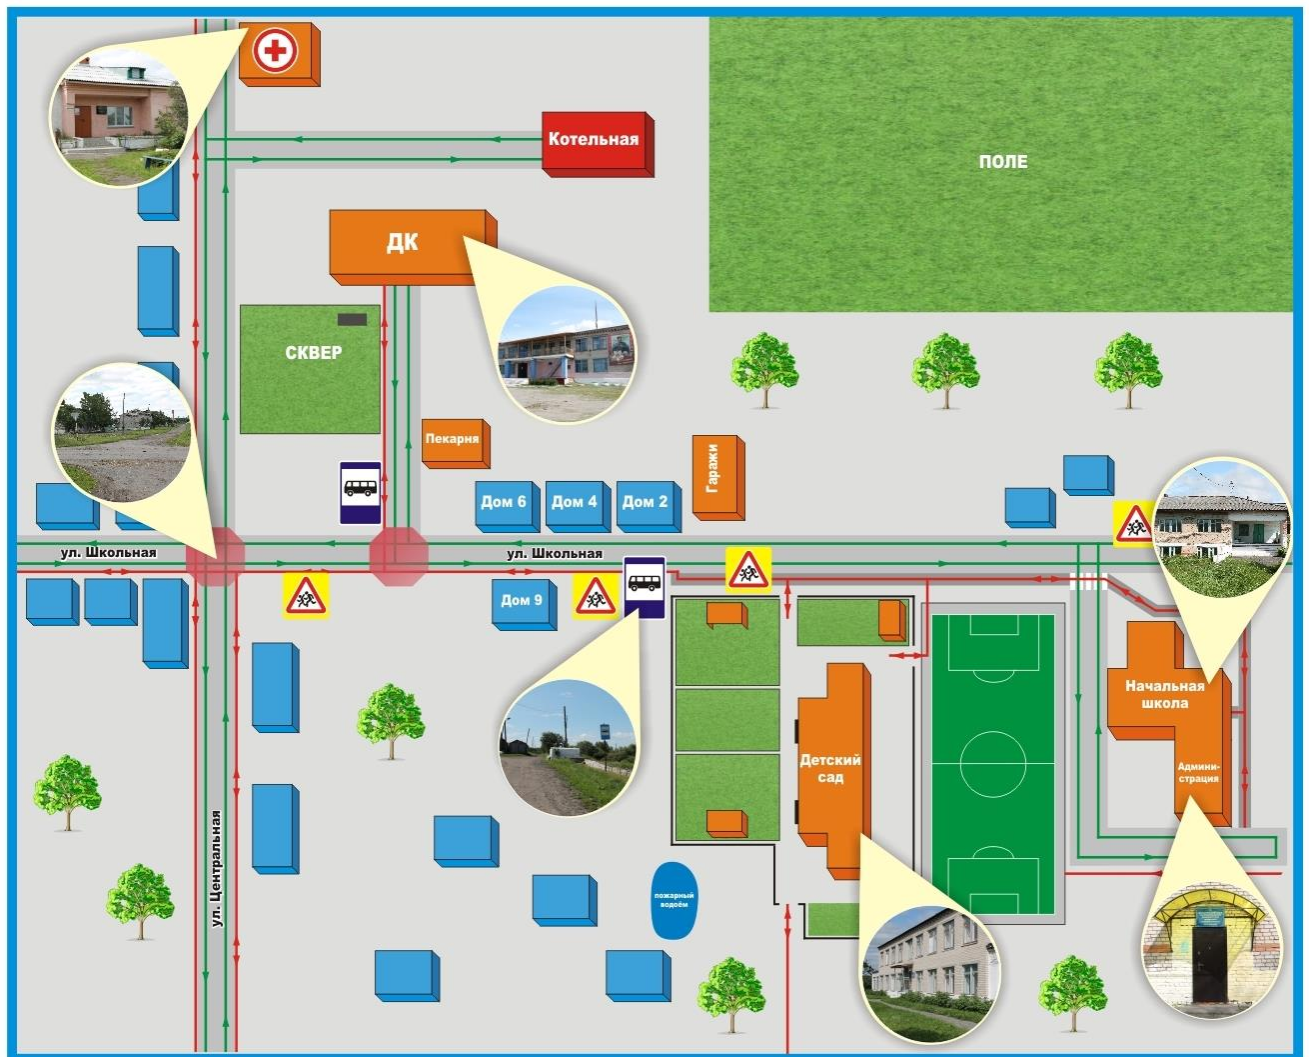 Котельная
ПОЛЕ
ДК
СКВЕР
Пекарня
Гаражи
Дом 6
Дом 4
Дом 2
ул. Школьная
ул. Школьная
Дом 9
Начальная
школа
Детский
сад
Админи-
страция
ул. Центральная
пожарный
водоём